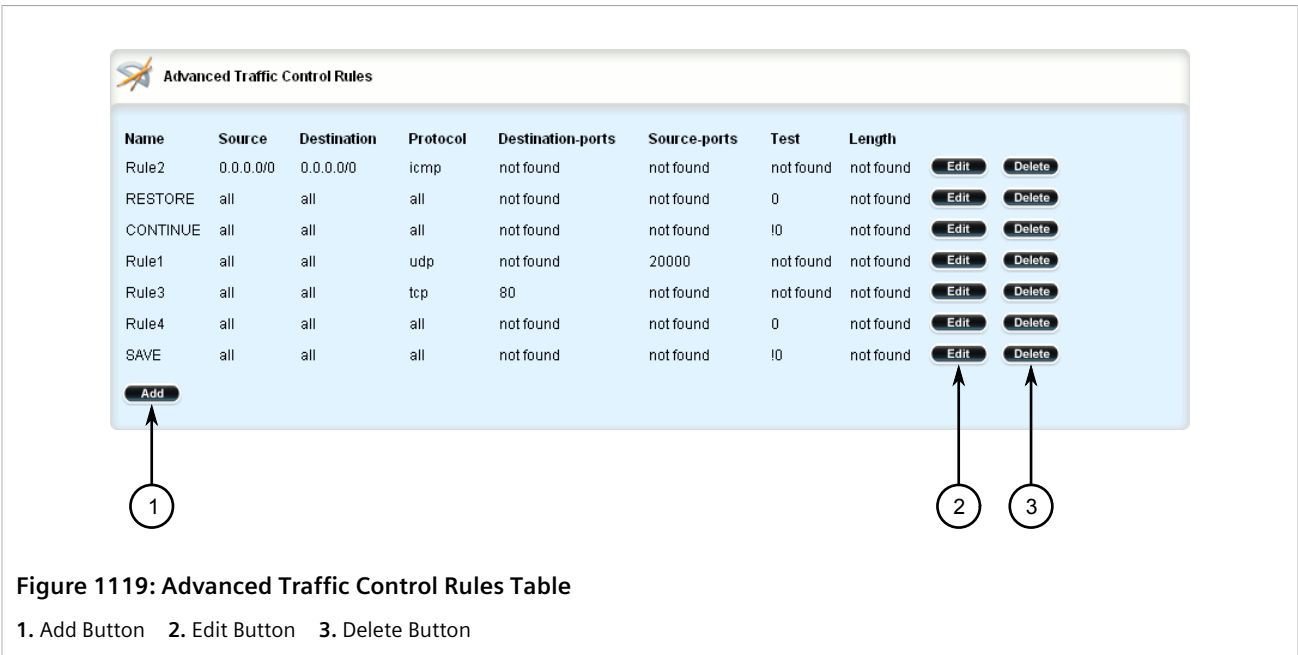 Advanced Traffic Control Rules
Name Source Destination Protocol Destination-ports Source-ports Test Length
Rule2 0.0.0.0/0 0.0.0.0/0 icmp not found not found not found not found Edit Delete
RESTORE all all all not found not found 0 not found Edit Delete
CONTINUE all all all not found not found !0 not found Edit Delete
Rule1 all all udp not found 20000 not found not found Edit Delete
Rule3 all all tcp 80 not found not found not found Edit Delete
Rule4 all all all not found not found 0 not found Edit Delete
SAVE all all all not found not found !0 not found Edit Delete
Add
1 2 3
Figure 1119: Advanced Traffic Control Rules Table
1. Add Button 2. Edit Button 3. Delete Button